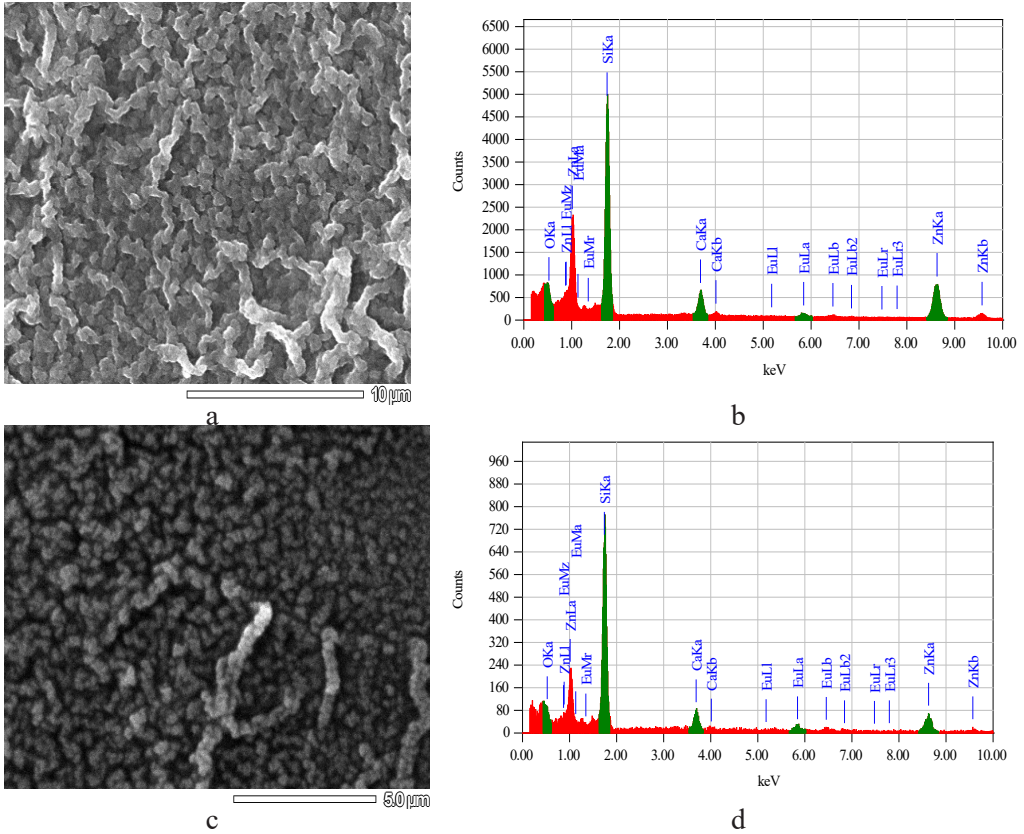 10 µm
a
6500
6000
5500
5000
4500
4000
3500
3000
2500
2000
1500
1000
500
0
Counts
OKa
ZnLl
EuMz
ZnLa
EuMa
EuMr
SiKa
CaKa
CaKb
EuLl
EuLa
EuLb
EuLb2
EuLr
EuLr3
ZnKa
ZnKb
0.00 1.00 2.00 3.00 4.00 5.00 6.00 7.00 8.00 9.00 10.00
keV
b
5.0 µm
c
960
880
800
720
640
560
480
400
320
240
160
80
0
Counts
OKa
ZnLl
EuMz
ZnLa
EuMa
EuMr
SiKa
CaKa
CaKb
EuLl
EuLa
EuLb
EuLb2
EuLr
EuLr3
ZnKa
ZnKb
0.00 1.00 2.00 3.00 4.00 5.00 6.00 7.00 8.00 9.00 10.00
keV
d